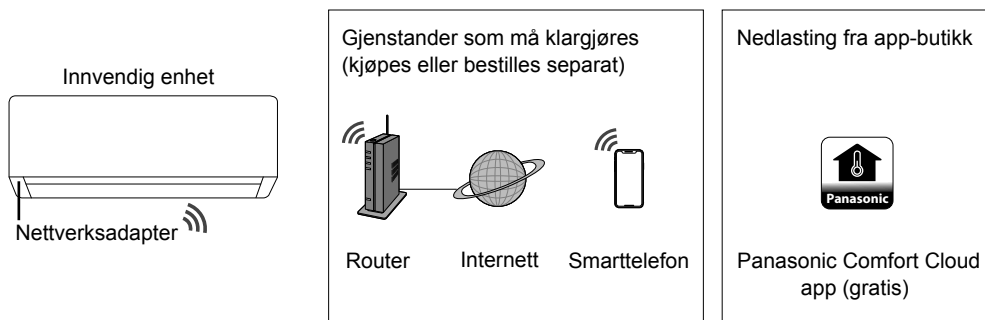 Innvendig enhet
Nettverksadapter
Gjenstander som må klargjøres
(kjøpes eller bestilles separat)
Router
Internett
Smarttelefon
Nedlasting fra app-butikk
Panasonic
Panasonic Comfort Cloud
app (gratis)